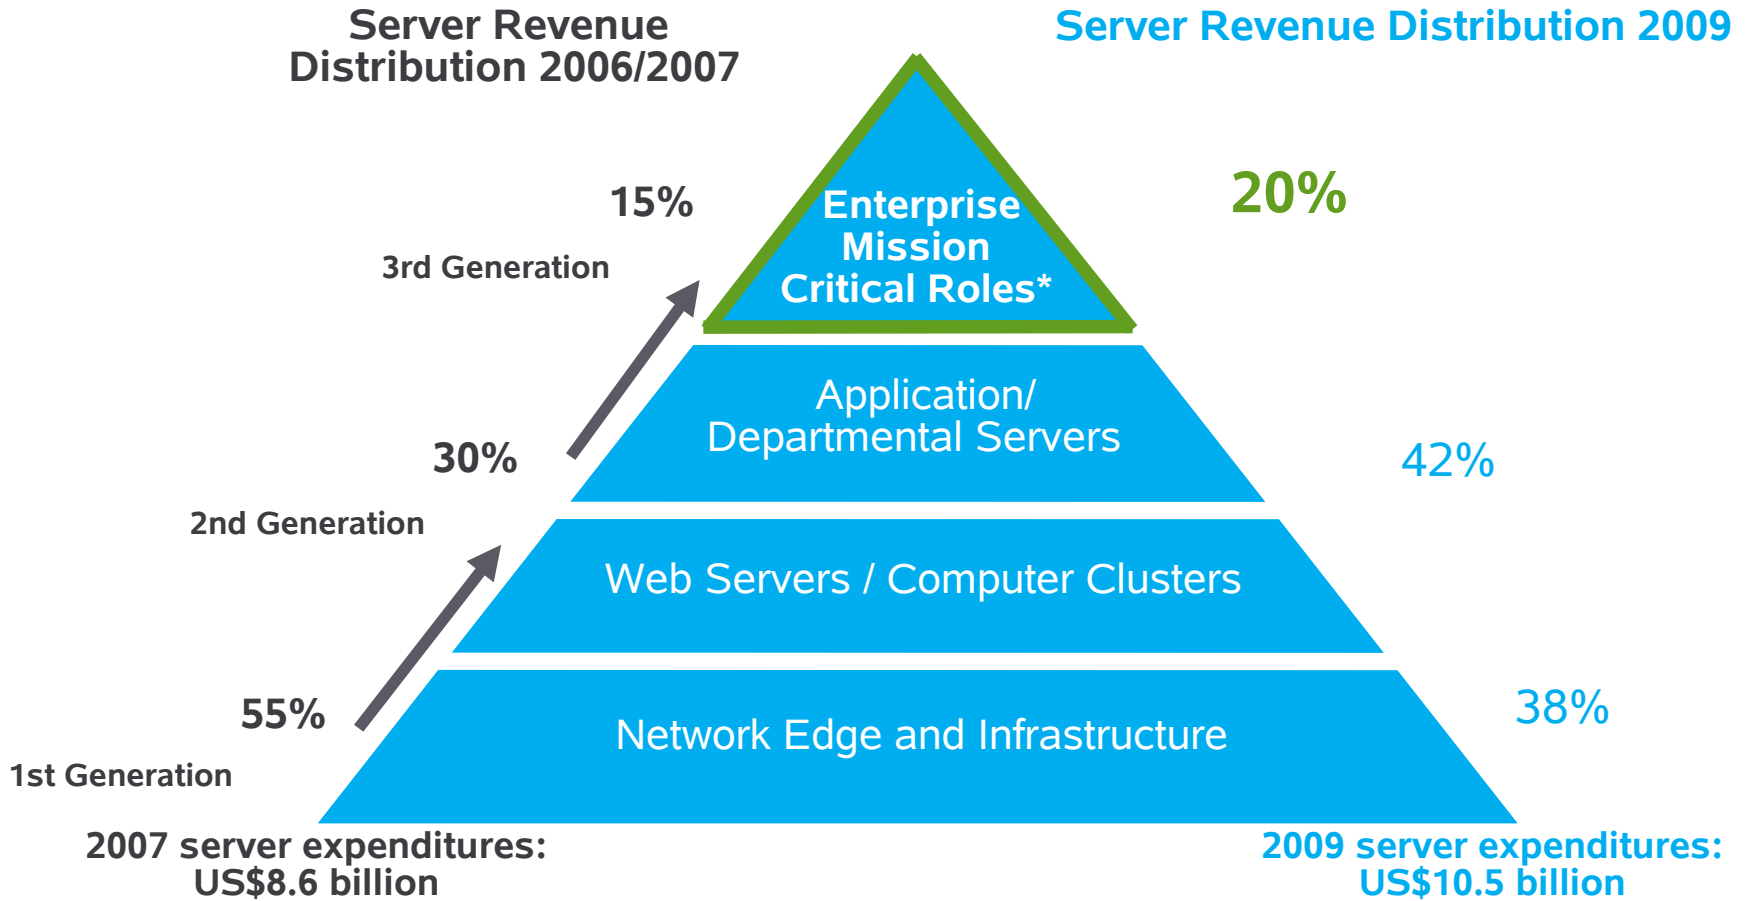 Server Revenue
Distribution 2006/2007
Server Revenue Distribution 2009
15%
3rd Generation
Enterprise
Mission
Critical Roles*
20%
Application/
Departmental Servers
30%
42%
2nd Generation
Web Servers / Computer Clusters
55%
38%
Network Edge and Infrastructure
1st Generation
2007 server expenditures:
US$8.6 billion
2009 server expenditures:
US$10.5 billion